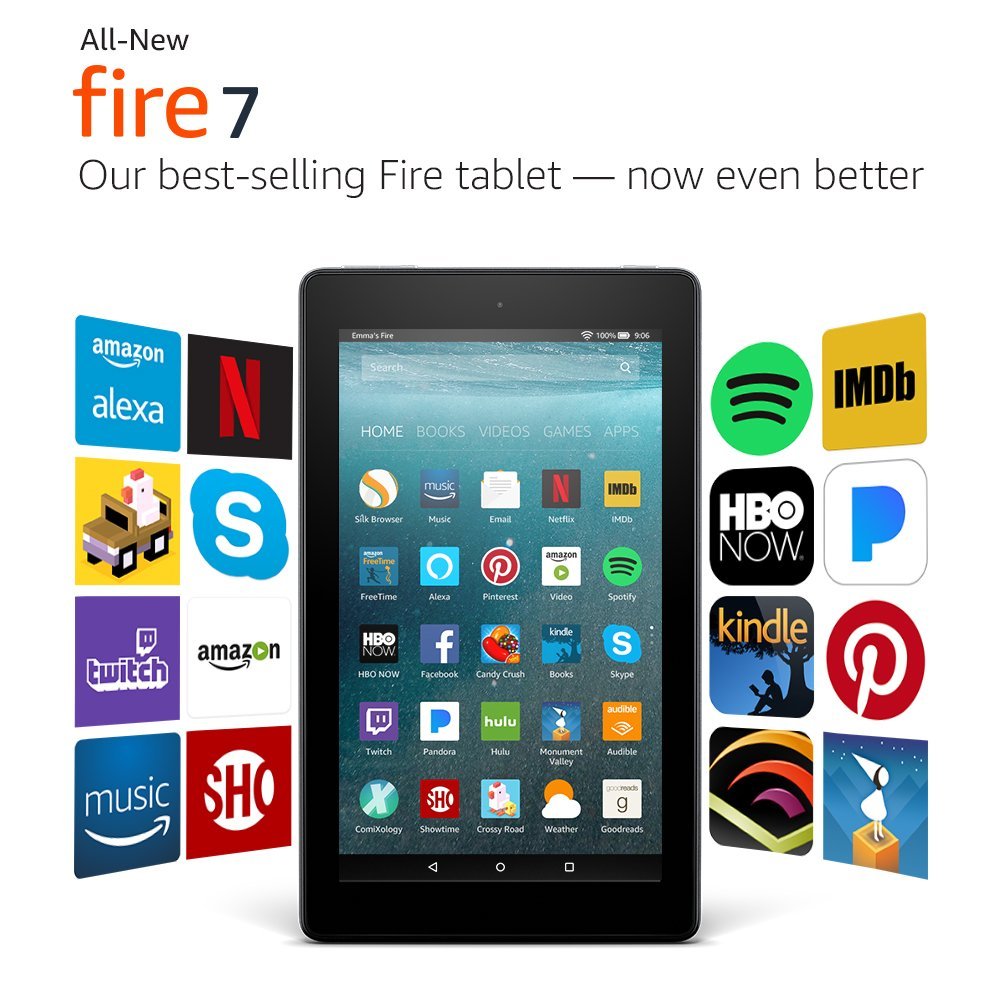 All-New
fire 7
Our best-selling Fire tablet — now even better
amazon
alexa
N
S
twitch
amazon
music
SHO
Emma's Fire 100% 9:06
Search
HOME BOOKS VIDEOS GAMES APPS
music N IMDb
Silk Browser Music Email Netflix IMDb
amazon
FreeTime
amazon
FreeTime Alexa Pinterest Video Spotify
HBO
NOW
f
kindle
S
HBO NOW Facebook Candy Crush Books Skype
P
hulu
audible
Twitch Pandora Hulu Monument
Valley
Audible
SHO
goodreads
g
ComiXology Showtime Crossy Road Weather Goodreads
IMDb
HBO
NOW
P
kindle
P